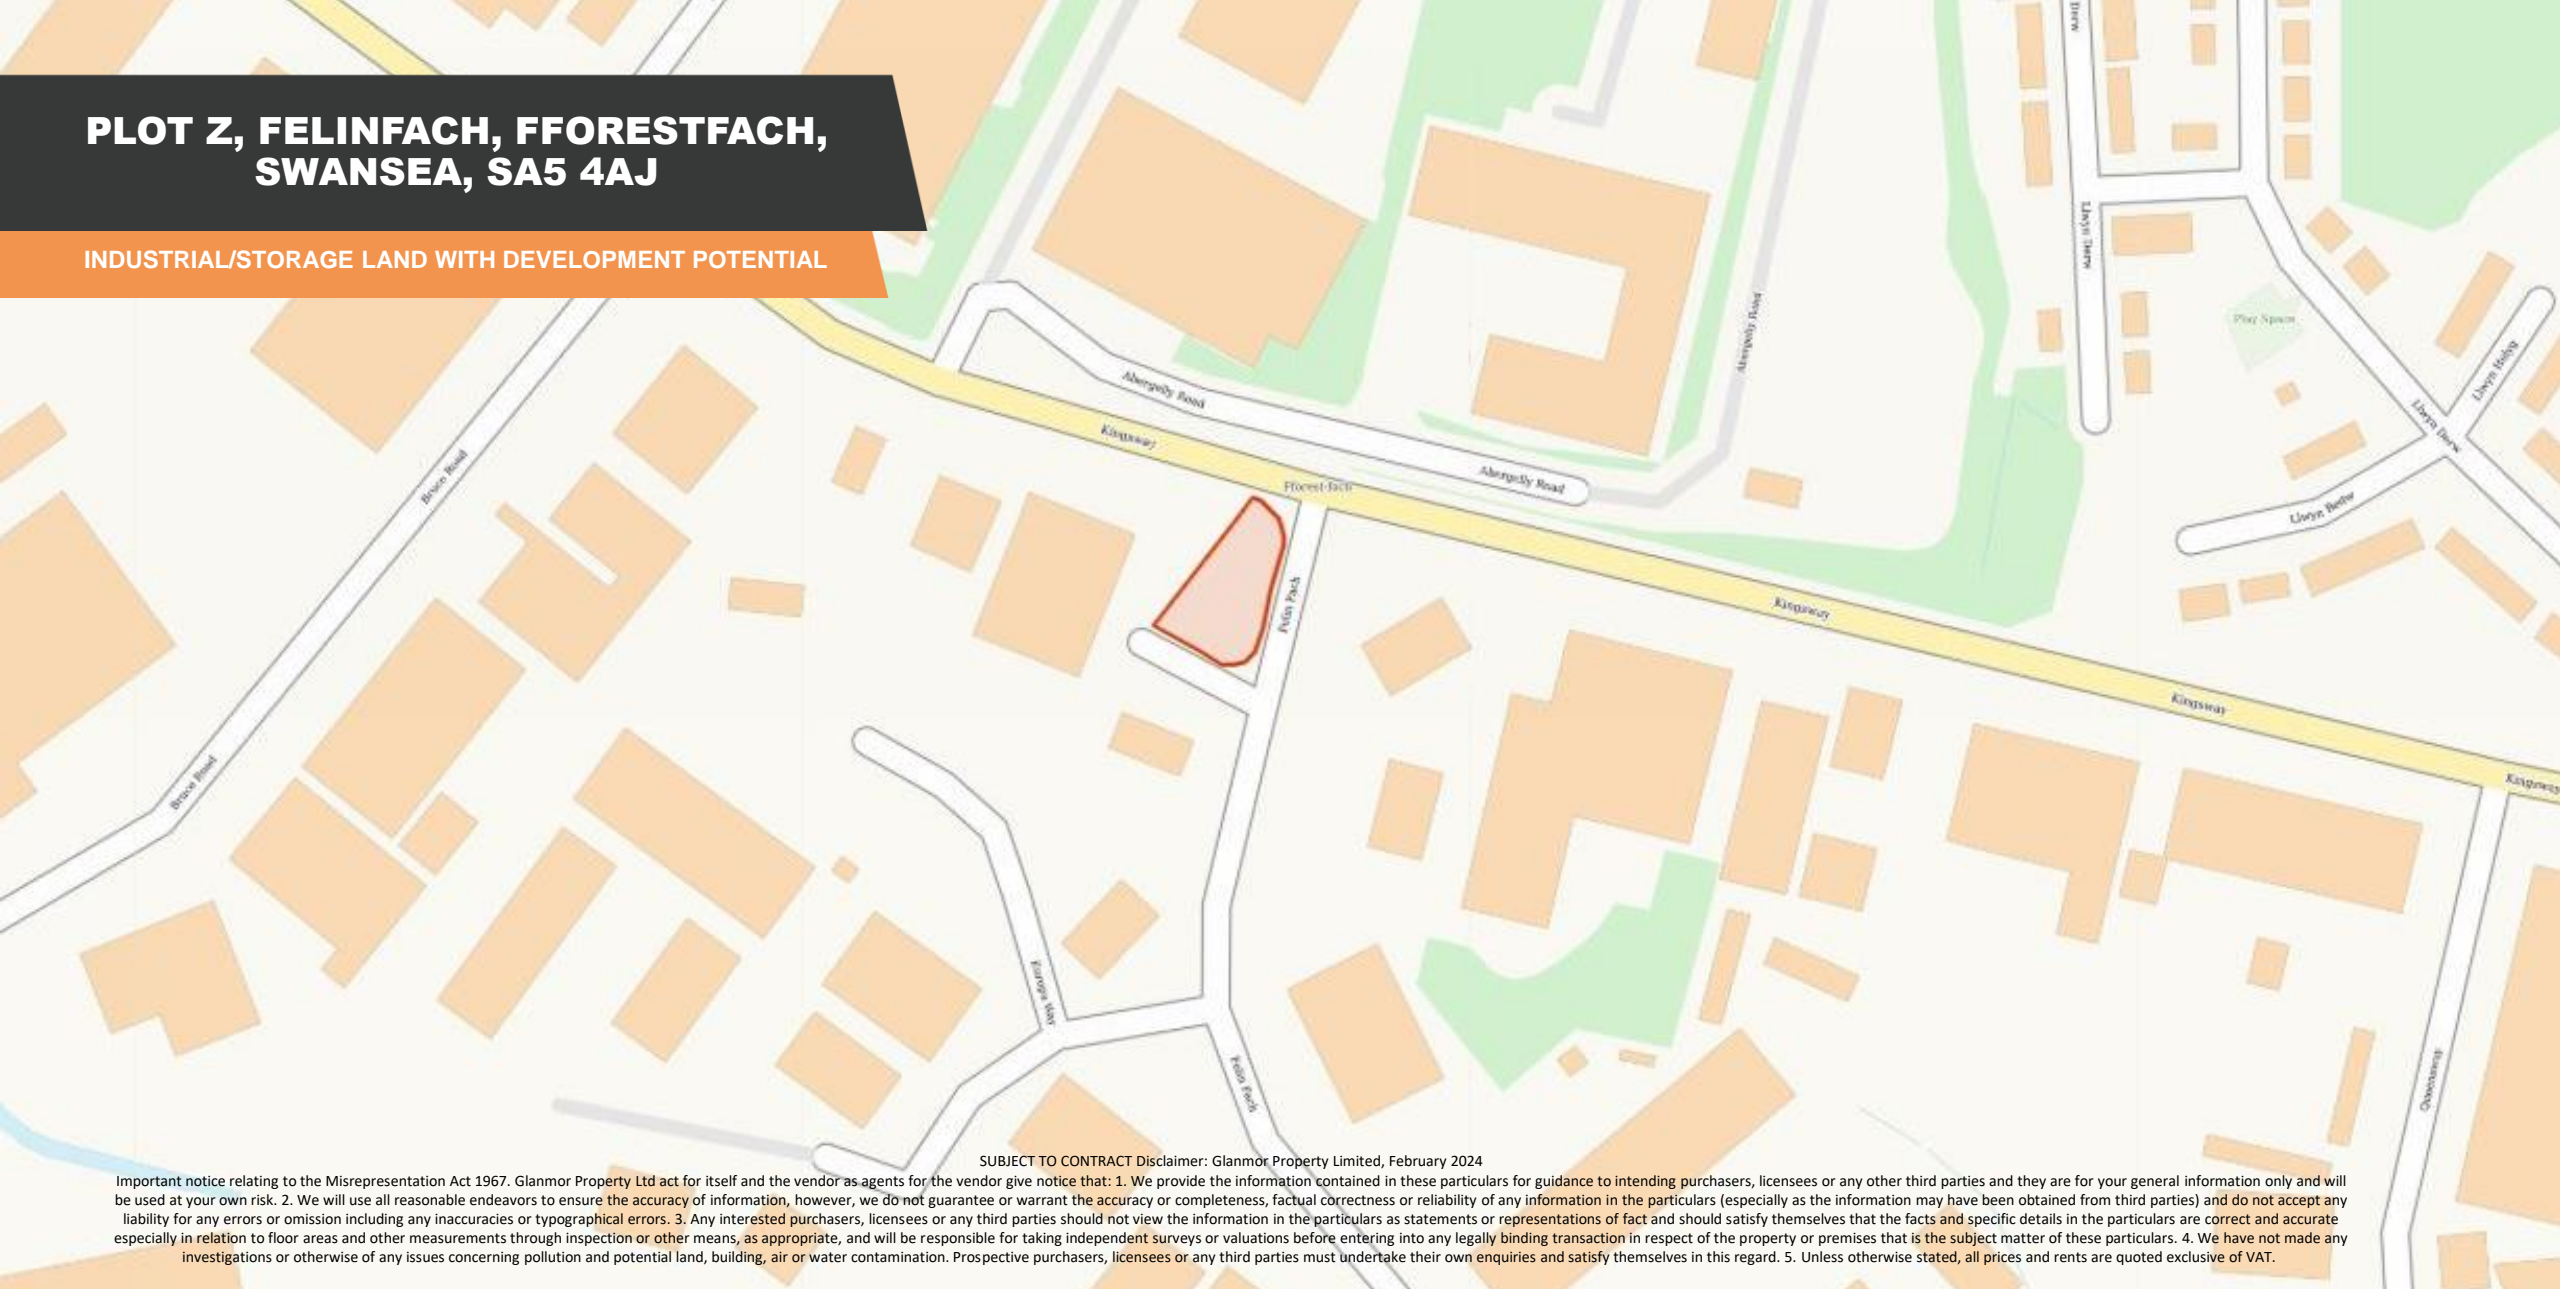 PLOT Z, FELINFACH, FFORESTFACH,
SWANSEA, SA5 4AJ
INDUSTRIAL/STORAGE LAND WITH DEVELOPMENT POTENTIAL
Derw
Llwyn Derw
Play Space
Abergelly Road
Llwyn Helyg
Abergelly Road
Llwyn Derw
Kingsway
Bruce Road
Abergelly Road
Fforest-fach
Llwyn Bedw
Felin Fach
Kingsway
Kingsway
Bruce Road
Kingsway
Europa Way
Felin Fach
Queensway
SUBJECT TO CONTRACT Disclaimer: Glanmor Property Limited, February 2024
Important notice relating to the Misrepresentation Act 1967. Glanmor Property Ltd act for itself and the vendor as agents for the vendor give notice that: 1. We provide the information contained in these particulars for guidance to intending purchasers, licensees or any other third parties and they are for your general information only and will
be used at your own risk. 2. We will use all reasonable endeavors to ensure the accuracy of information, however, we do not guarantee or warrant the accuracy or completeness, factual correctness or reliability of any information in the particulars (especially as the information may have been obtained from third parties) and do not accept any
liability for any errors or omission including any inaccuracies or typographical errors. 3. Any interested purchasers, licensees or any third parties should not view the information in the particulars as statements or representations of fact and should satisfy themselves that the facts and specific details in the particulars are correct and accurate
especially in relation to floor areas and other measurements through inspection or other means, as appropriate, and will be responsible for taking independent surveys or valuations before entering into any legally binding transaction in respect of the property or premises that is the subject matter of these particulars. 4. We have not made any
investigations or otherwise of any issues concerning pollution and potential land, building, air or water contamination. Prospective purchasers, licensees or any third parties must undertake their own enquiries and satisfy themselves in this regard. 5. Unless otherwise stated, all prices and rents are quoted exclusive of VAT.